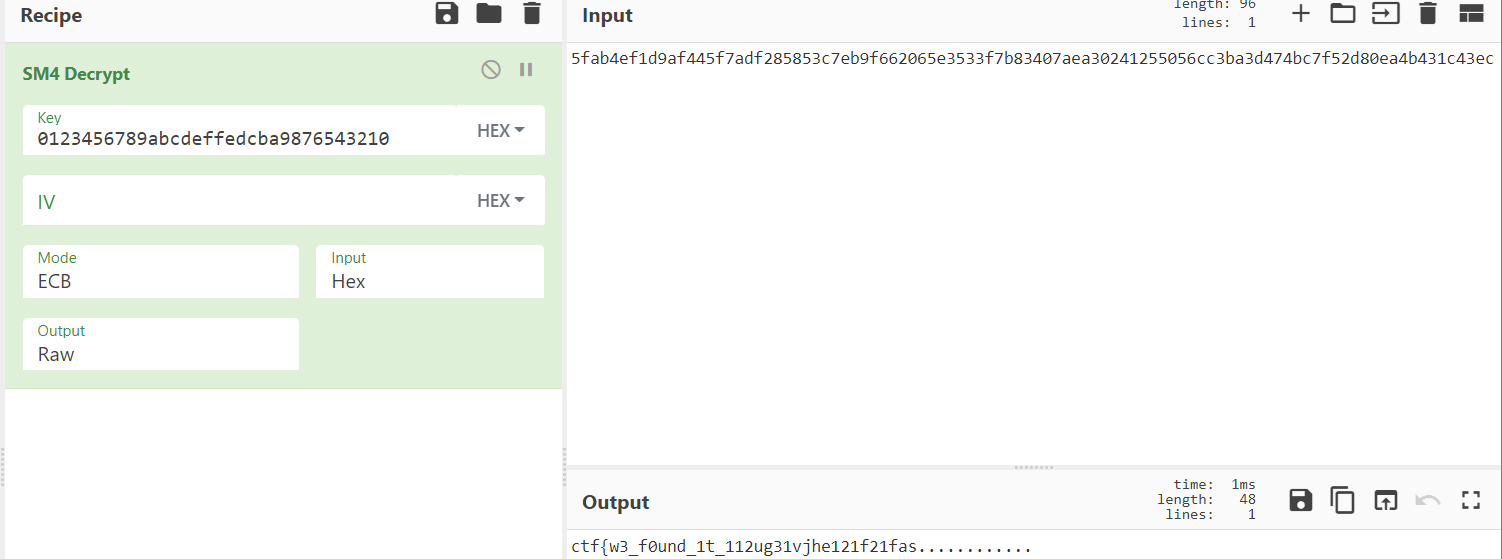 Recipe
SM4 Decrypt
Key
0123456789abcdeffedcba9876543210
HEX
IV
HEX
Mode
ECB
Input
Hex
Output
Raw
Input
length: 96
lines: 1
5fab4ef1d9af445f7adf285853c7eb9f662065e3533f7b83407aea30241255056cc3ba3d474bc7f52d80ea4b431c43ec
Output
time: 1ms
length: 48
lines: 1
ctf{w3_f0und_1t_112ug31vjhe121f21fas............